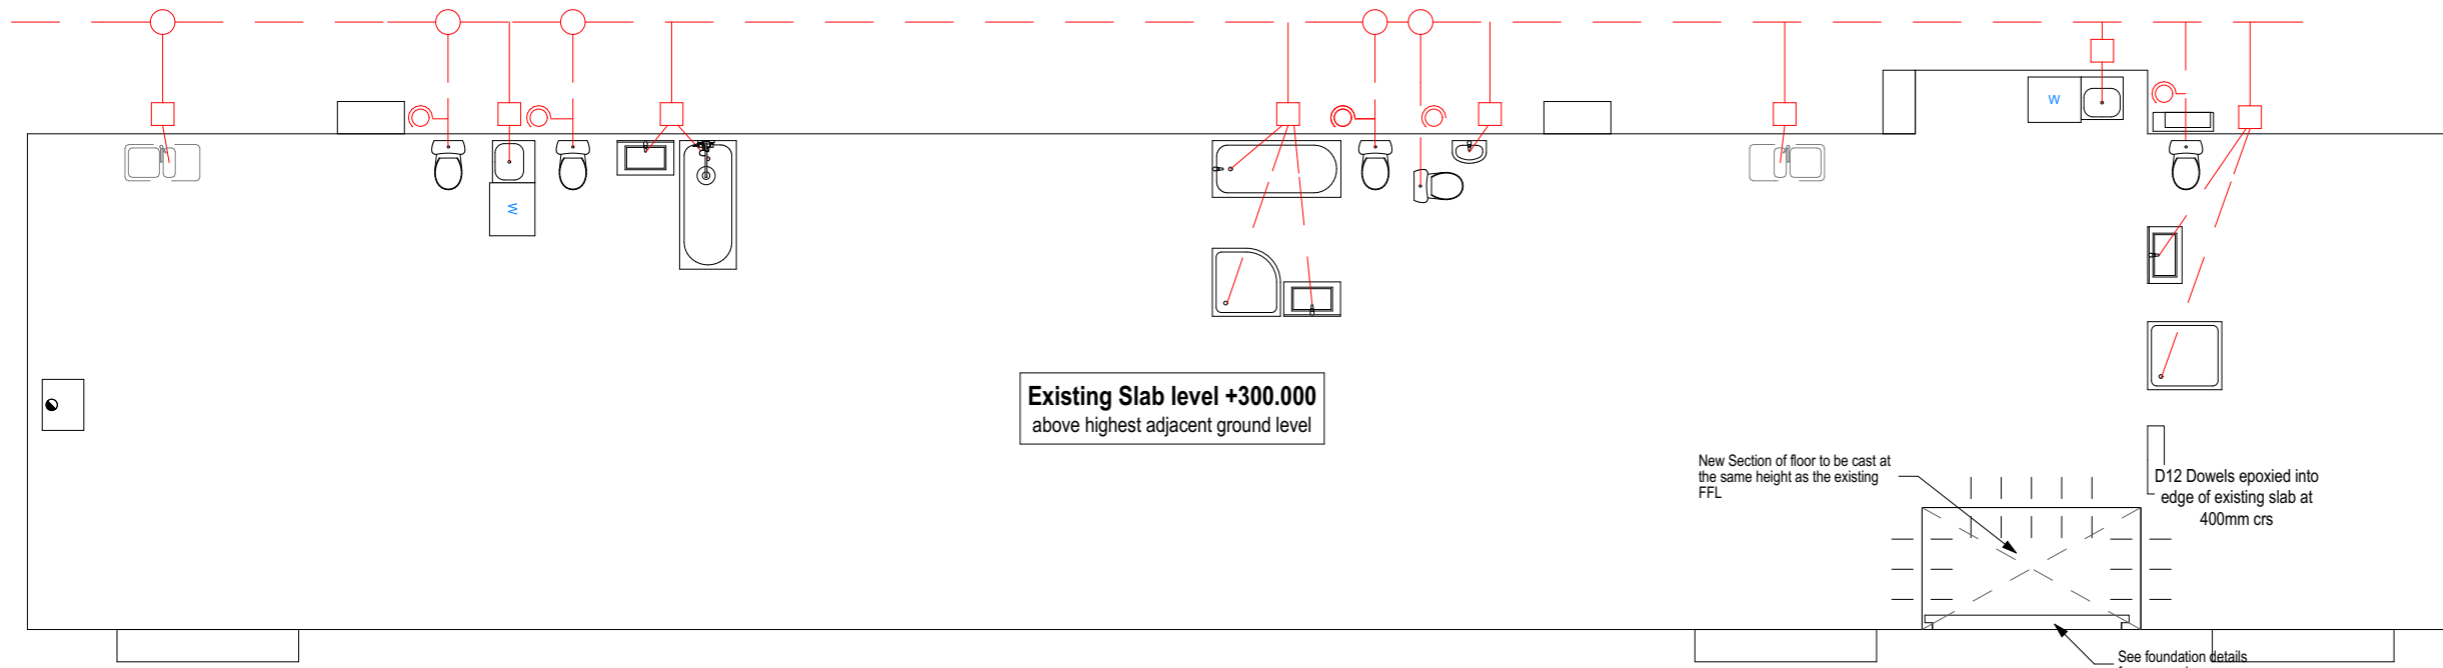 W
W
Existing Slab level +300.000
above highest adjacent ground level
New Section of floor to be cast at
the same height as the existing
FFL
D12 Dowels epoxied into
edge of existing slab at
400mm crs
See foundation details